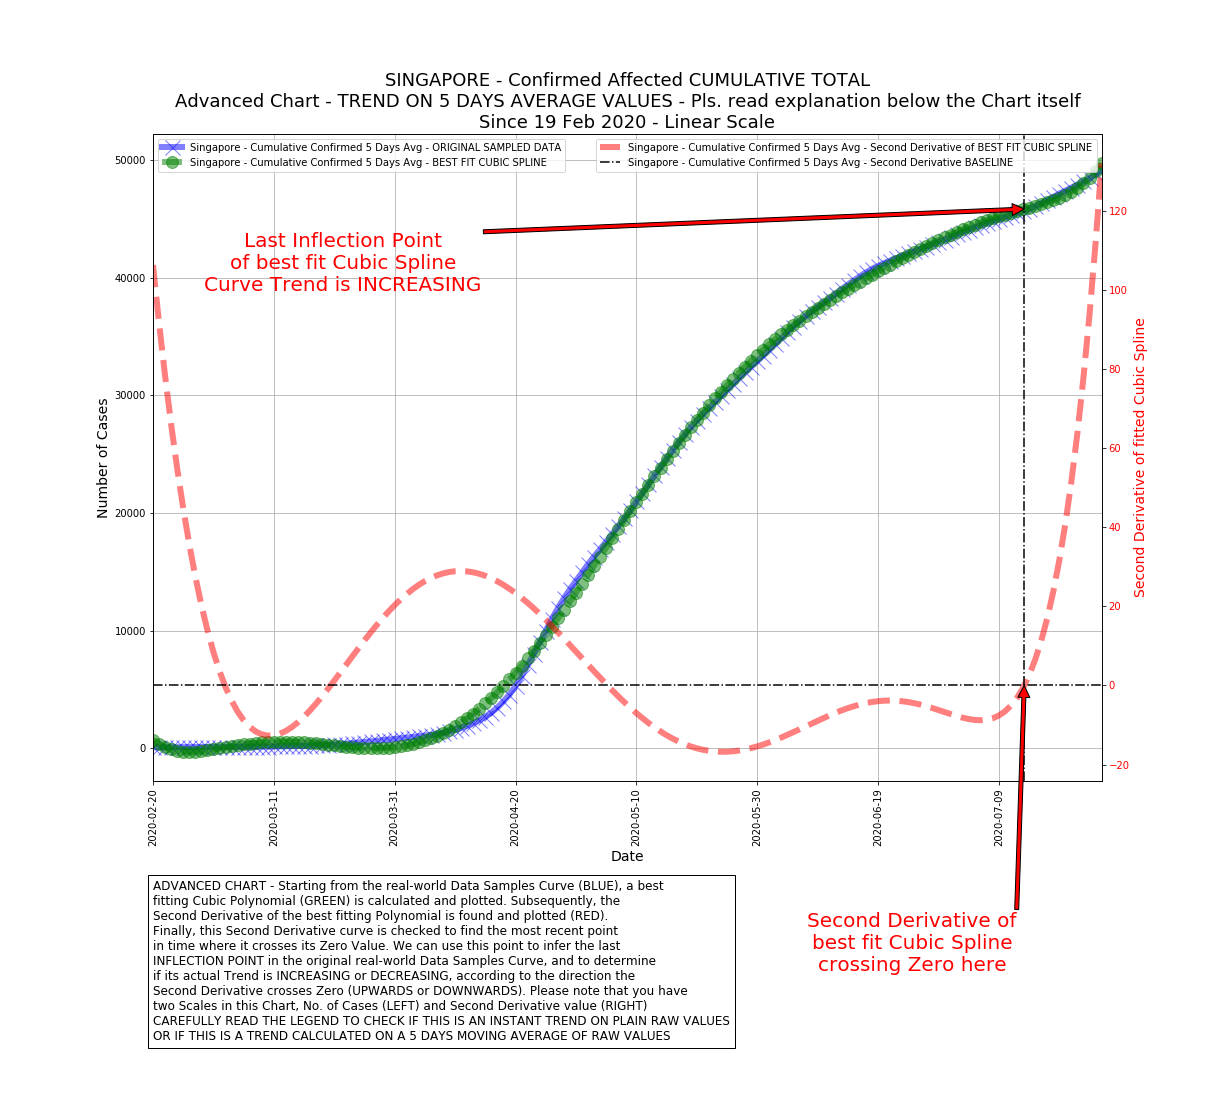 SINGAPORE - Confirmed Affected CUMULATIVE TOTAL
Advanced Chart - TREND ON 5 DAYS AVERAGE VALUES - Pls. read explanation below the Chart itself
Since 19 Feb 2020 - Linear Scale
Singapore - Cumulative Confirmed 5 Days Avg - ORIGINAL SAMPLED DATA
Singapore - Cumulative Confirmed 5 Days Avg - BEST FIT CUBIC SPLINE
Singapore - Cumulative Confirmed 5 Days Avg - Second Derivative of BEST FIT CUBIC SPLINE
Singapore - Cumulative Confirmed 5 Days Avg - Second Derivative BASELINE
Last Inflection Point
of best fit Cubic Spline
Curve Trend is INCREASING
Number of Cases
50000
40000
30000
20000
10000
0
120
100
80
60
40
20
0
−20
Second Derivative of fitted Cubic Spline
2020-02-20
2020-03-11
2020-03-31
2020-04-20
2020-05-10
2020-05-30
2020-06-19
2020-07-09
Date
ADVANCED CHART - Starting from the real-world Data Samples Curve (BLUE), a best
fitting Cubic Polynomial (GREEN) is calculated and plotted. Subsequently, the
Second Derivative of the best fitting Polynomial is found and plotted (RED).
Finally, this Second Derivative curve is checked to find the most recent point
in time where it crosses its Zero Value. We can use this point to infer the last
INFLECTION POINT in the original real-world Data Samples Curve, and to determine
if its actual Trend is INCREASING or DECREASING, according to the direction the
Second Derivative crosses Zero (UPWARDS or DOWNWARDS). Please note that you have
two Scales in this Chart, No. of Cases (LEFT) and Second Derivative value (RIGHT)
CAREFULLY READ THE LEGEND TO CHECK IF THIS IS AN INSTANT TREND ON PLAIN RAW VALUES
OR IF THIS IS A TREND CALCULATED ON A 5 DAYS MOVING AVERAGE OF RAW VALUES
Second Derivative of
best fit Cubic Spline
crossing Zero here